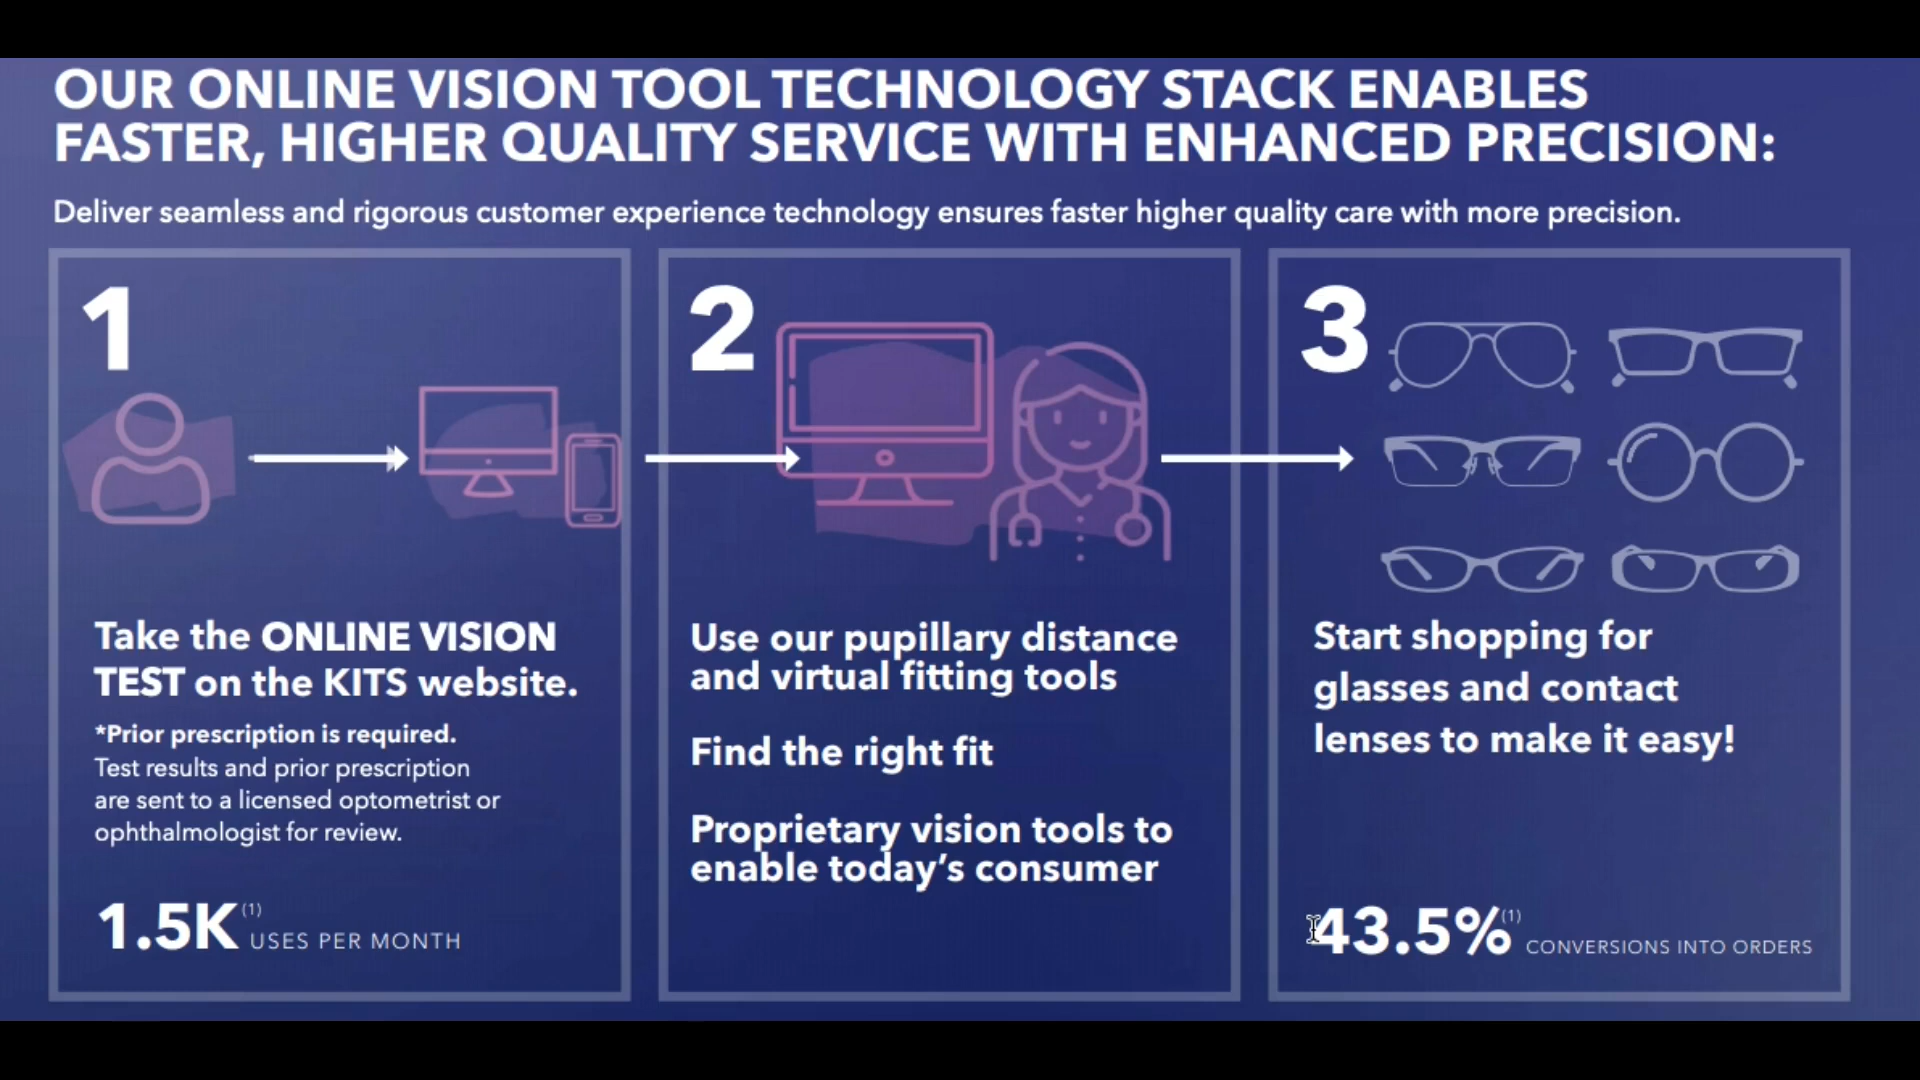 OUR ONLINE VISION TOOL TECHNOLOGY STACK ENABLES
FASTER, HIGHER QUALITY SERVICE WITH ENHANCED PRECISION:
Deliver seamless and rigorous customer experience technology ensures faster higher quality care with more precision.
1
Take the ONLINE VISION
TEST on the KITS website.
*Prior prescription is required.
Test results and prior prescription
are sent to a licensed optometrist or
ophthalmologist for review.
1.5K(1) USES PER MONTH
2
Use our pupillary distance
and virtual fitting tools
Find the right fit
Proprietary vision tools to
enable today’s consumer
3
Start shopping for
glasses and contact
lenses to make it easy!
43.5%(1) CONVERSIONS INTO ORDERS